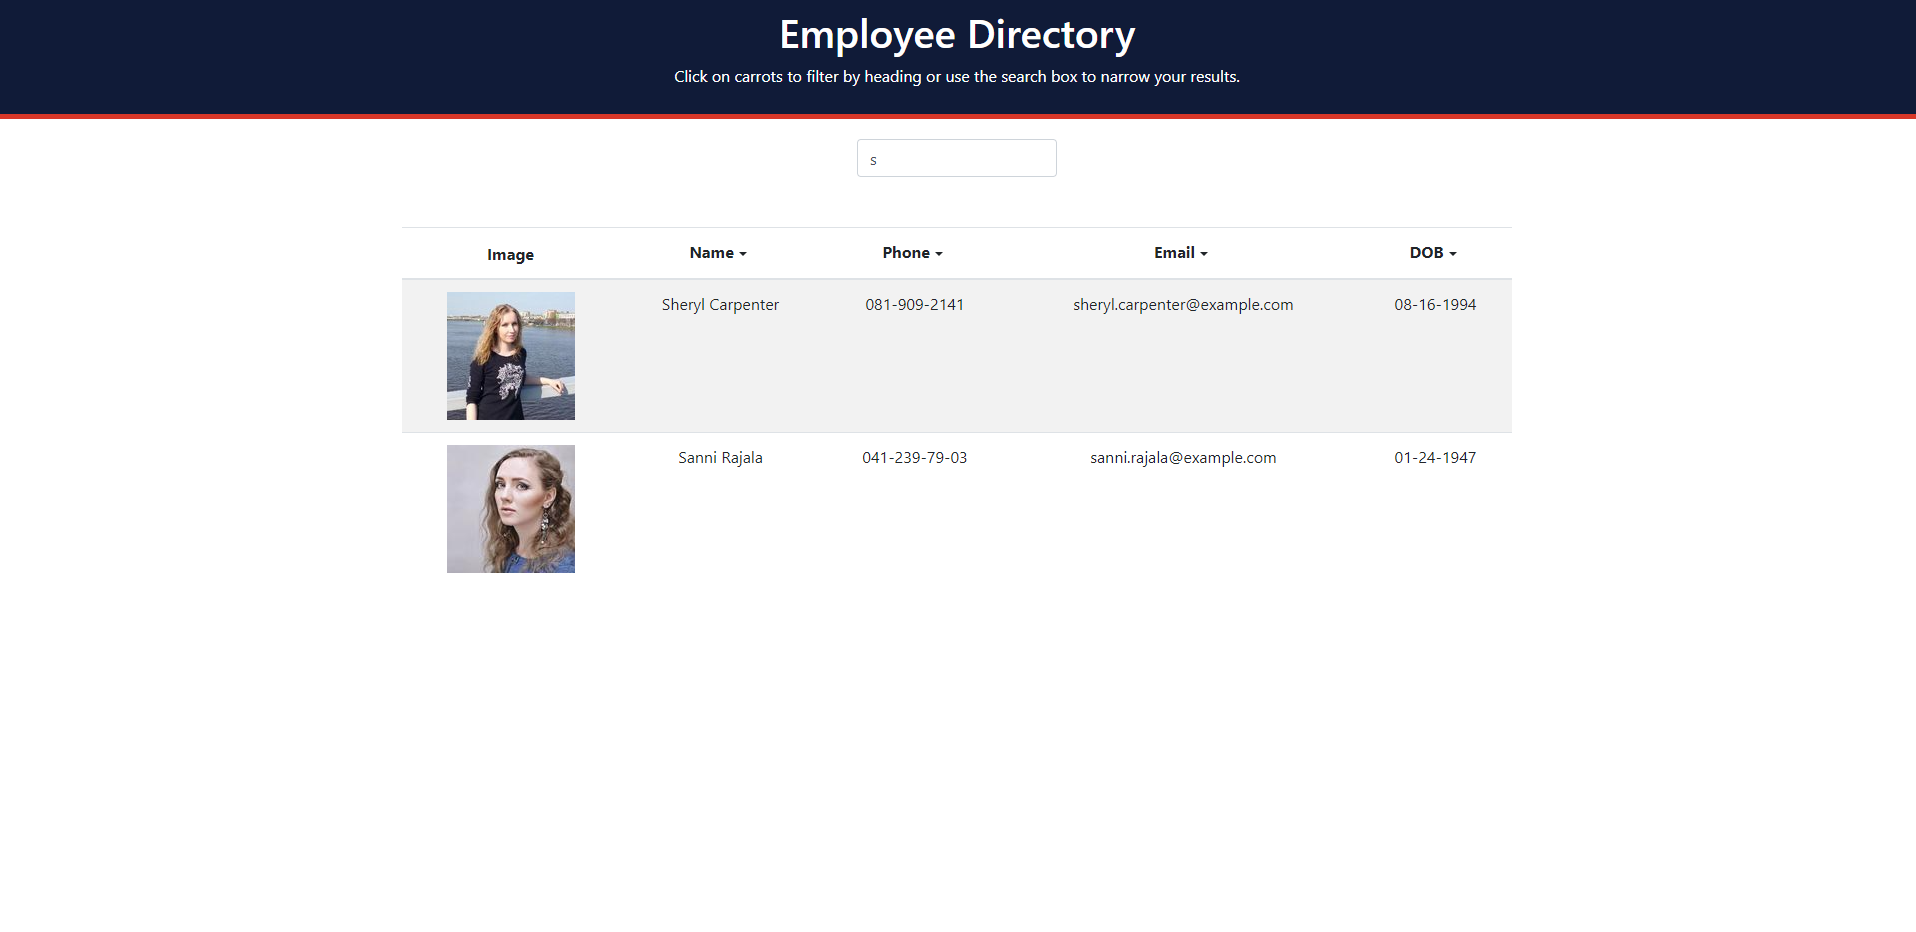 Employee Directory
Click on carrots to filter by heading or use the search box to narrow your results.
s
Image Name Phone Email DOB
Sheryl Carpenter 081-909-2141 sheryl.carpenter@example.com 08-16-1994
Sanni Rajala 041-239-79-03 sanni.rajala@example.com 01-24-1947